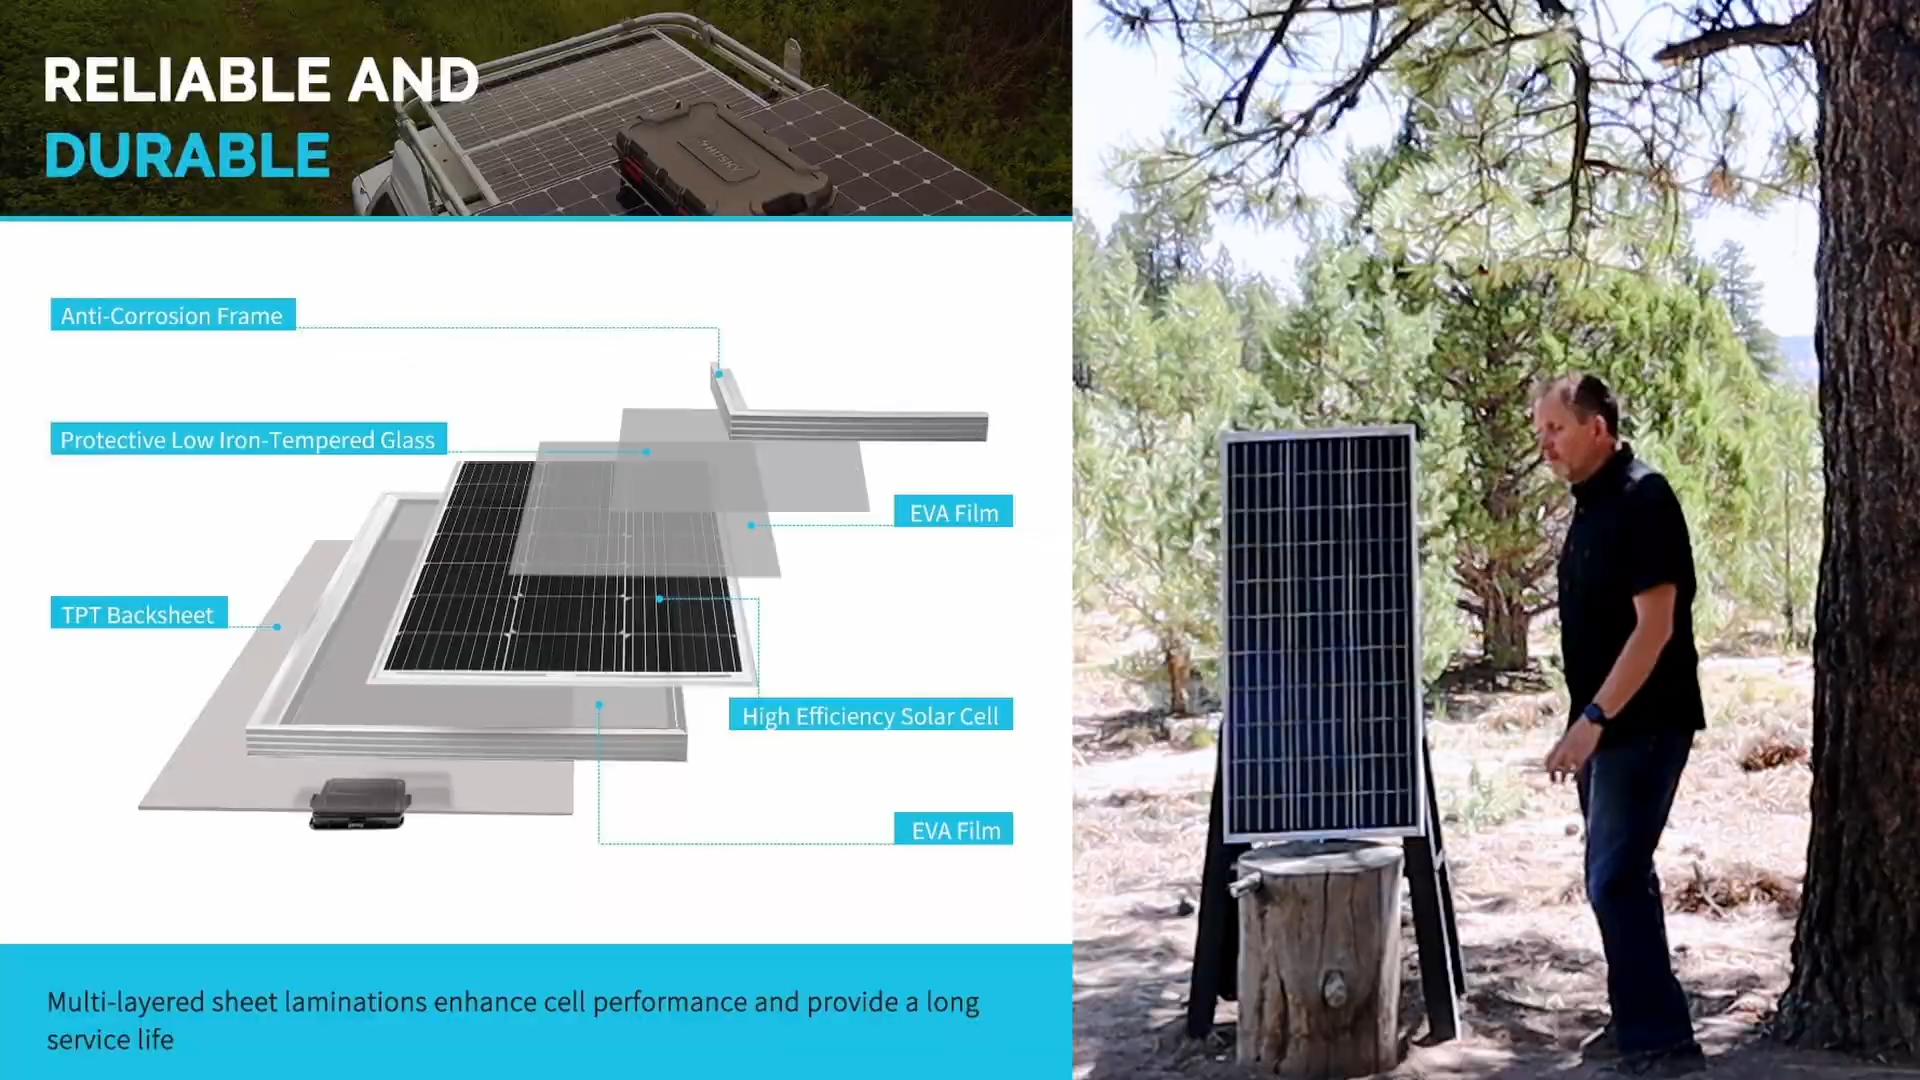 RELIABLE AND
DURABLE
HUSKY
Anti-Corrosion Frame
Protective Low Iron-Tempered Glass
EVA Film
TPT Backsheet
High Efficiency Solar Cell
EVA Film
Multi-layered sheet laminations enhance cell performance and provide a long
service life